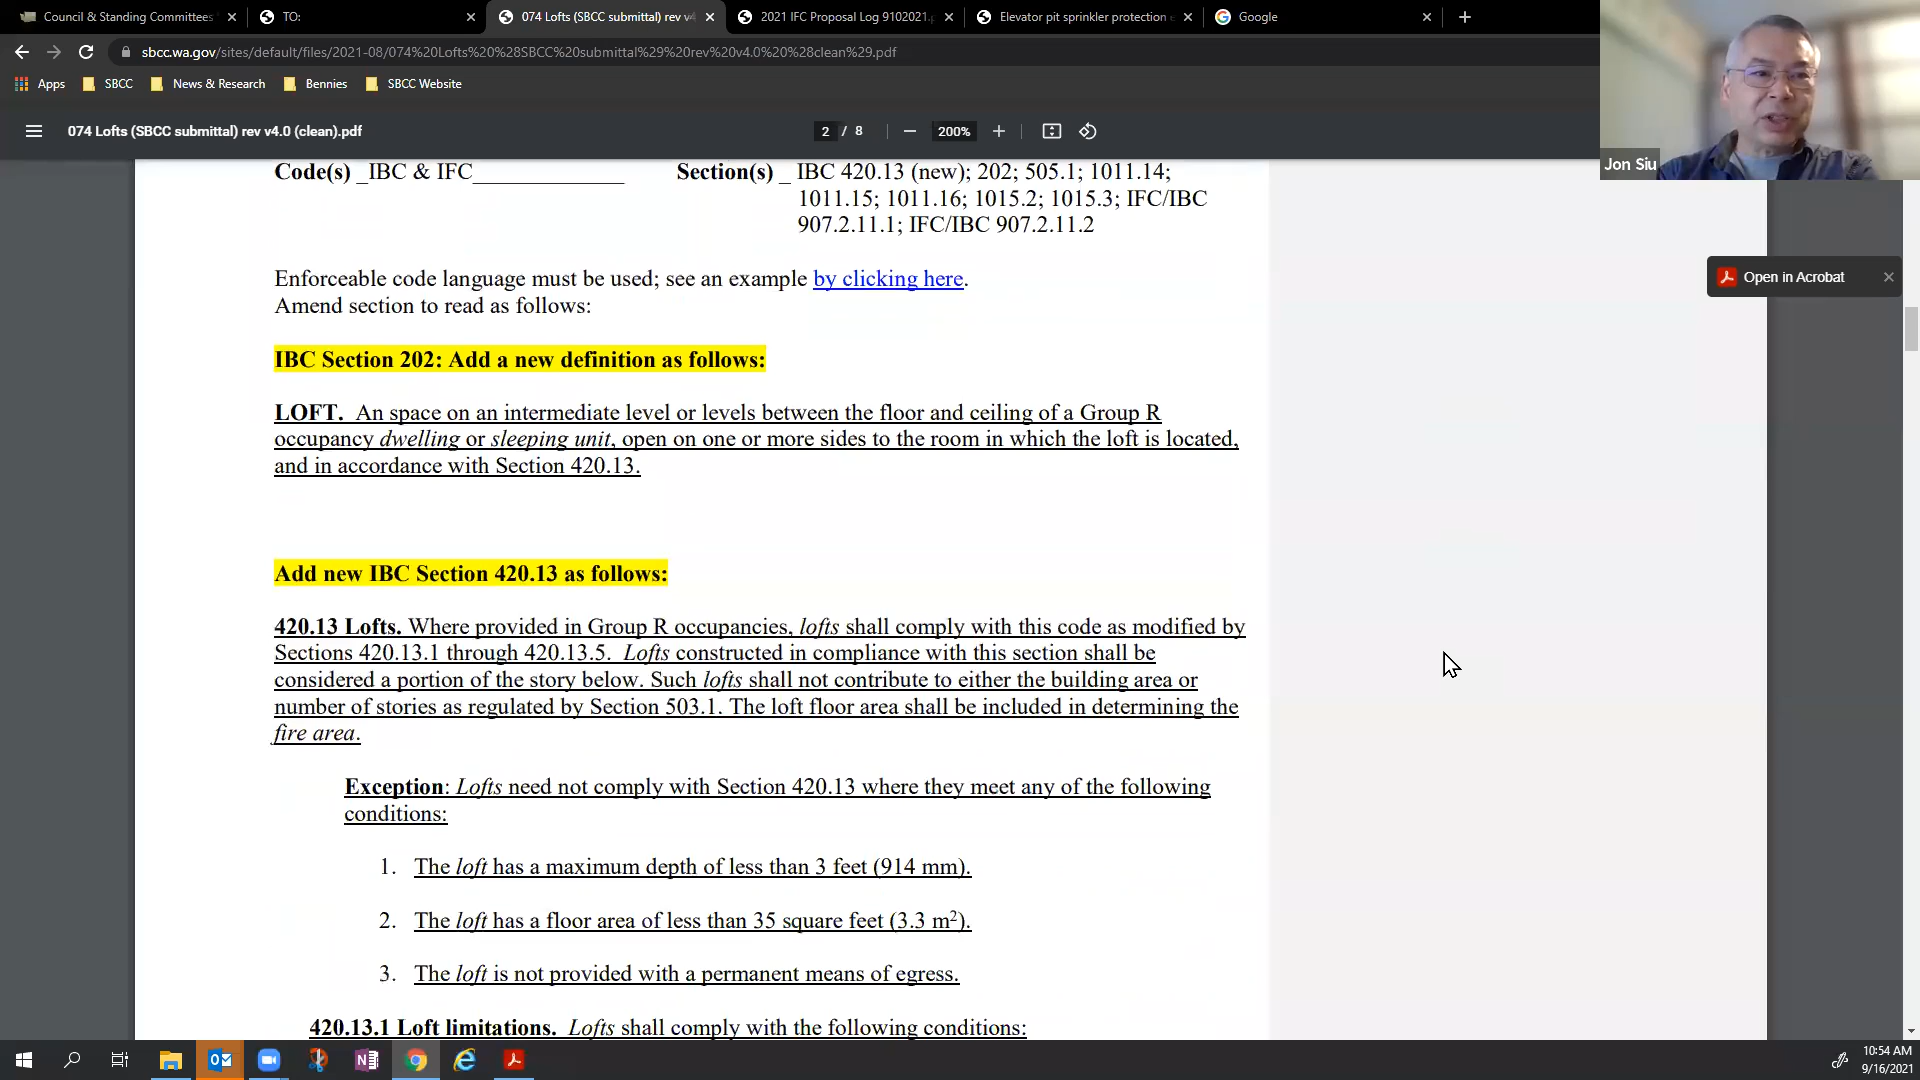 Council & Standing Committees
TO:
074 Lofts (SBCC submittal) rev v4
2021 IFC Proposal Log 9102021.p
Elevator pit sprinkler protection e
Google
sbcc.wa.gov/sites/default/files/2021-08/074%20Lofts%20%28SBCC%20submittal%29%20rev%20v4.0%20%28clean%29.pdf
Apps SBCC News & Research Bennies SBCC Website
074 Lofts (SBCC submittal) rev v4.0 (clean).pdf
2 / 8
200%
Jon Siu
Open in Acrobat
Code(s) _IBC & IFC_____________ Section(s) _ IBC 420.13 (new); 202; 505.1; 1011.14;
1011.15; 1011.16; 1015.2; 1015.3; IFC/IBC
907.2.11.1; IFC/IBC 907.2.11.2
Enforceable code language must be used; see an example by clicking here.
Amend section to read as follows:
IBC Section 202: Add a new definition as follows:
LOFT. An space on an intermediate level or levels between the floor and ceiling of a Group R
occupancy dwelling or sleeping unit, open on one or more sides to the room in which the loft is located,
and in accordance with Section 420.13.
Add new IBC Section 420.13 as follows:
420.13 Lofts. Where provided in Group R occupancies, lofts shall comply with this code as modified by
Sections 420.13.1 through 420.13.5. Lofts constructed in compliance with this section shall be
considered a portion of the story below. Such lofts shall not contribute to either the building area or
number of stories as regulated by Section 503.1. The loft floor area shall be included in determining the
fire area.
Exception: Lofts need not comply with Section 420.13 where they meet any of the following
conditions:
1. The loft has a maximum depth of less than 3 feet (914 mm).
2. The loft has a floor area of less than 35 square feet (3.3 m²).
3. The loft is not provided with a permanent means of egress.
420.13.1 Loft limitations. Lofts shall comply with the following conditions:
10:54 AM
9/16/2021